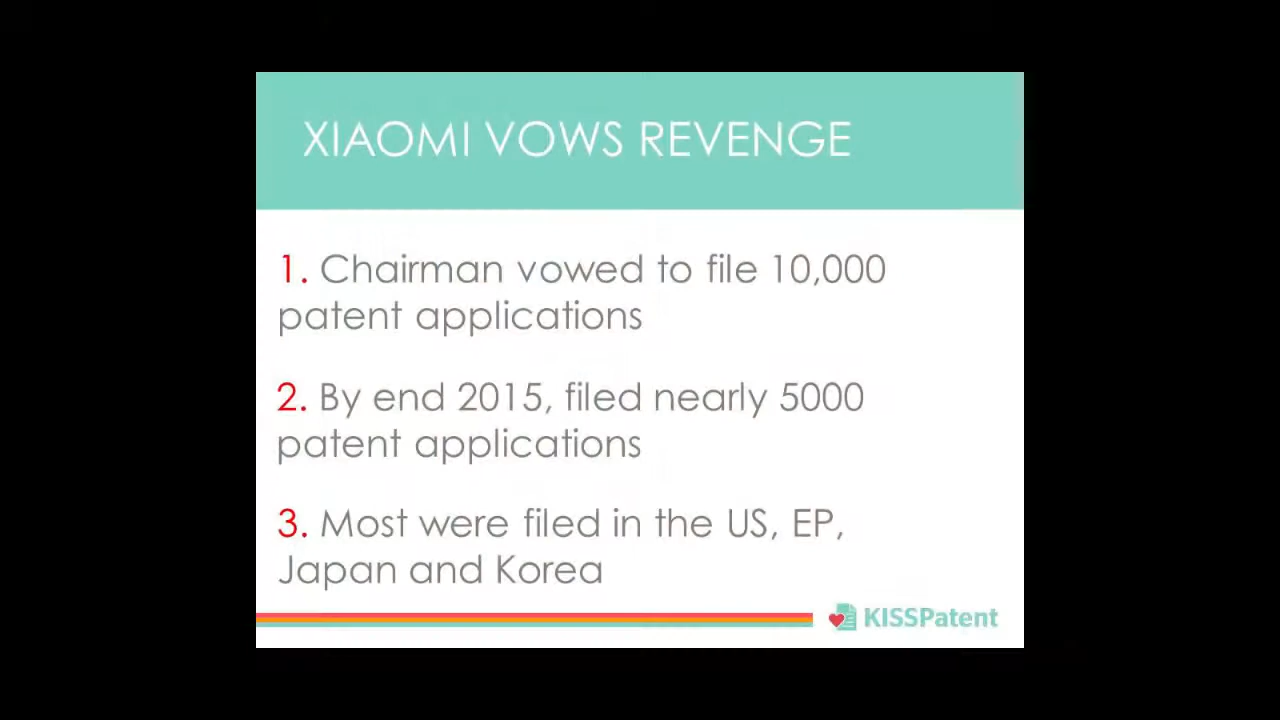 XIAOMI VOWS REVENGE
1. Chairman vowed to file 10,000
patent applications
2. By end 2015, filed nearly 5000
patent applications
3. Most were filed in the US, EP,
Japan and Korea
KISSPatent